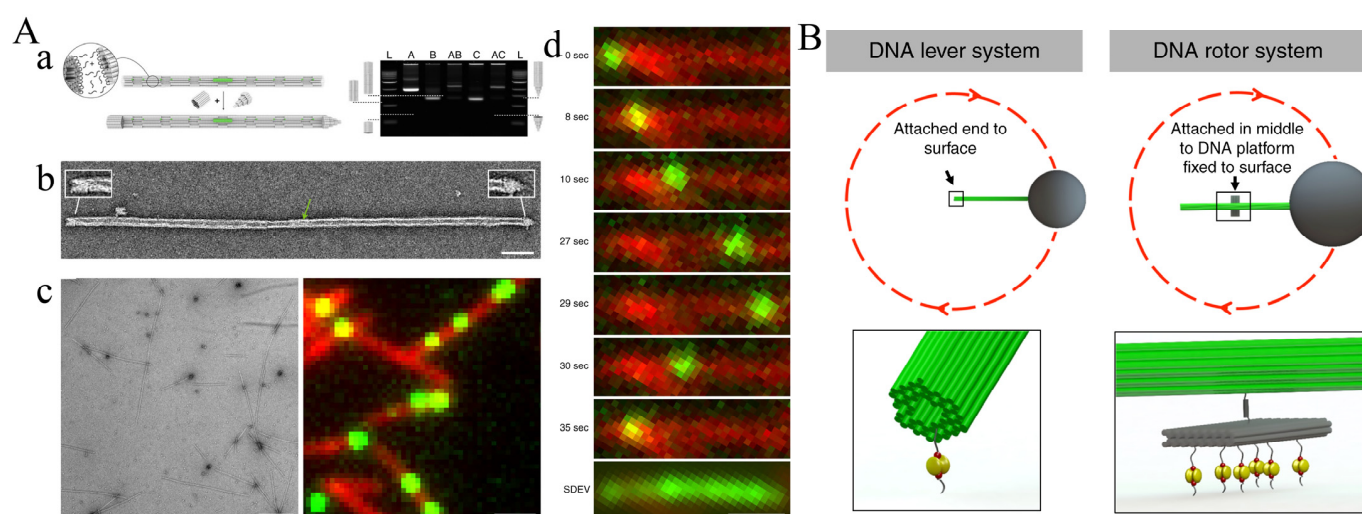 A
a
+
L A B AB C AC L
b
c
d
0 sec
8 sec
10 sec
27 sec
29 sec
30 sec
35 sec
SDEV
B
DNA lever system
Attached end to
surface
DNA rotor system
Attached in middle
to DNA platform
fixed to surface